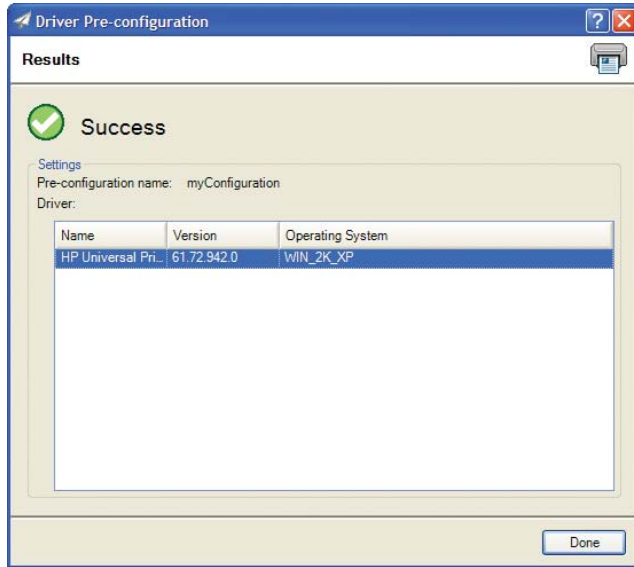 Driver Pre-configuration
Results
Success
Settings
Pre-configuration name: myConfiguration
Driver:
Name Version Operating System
HP Universal Pri... 61.72.942.0 WIN_2K_XP
Done